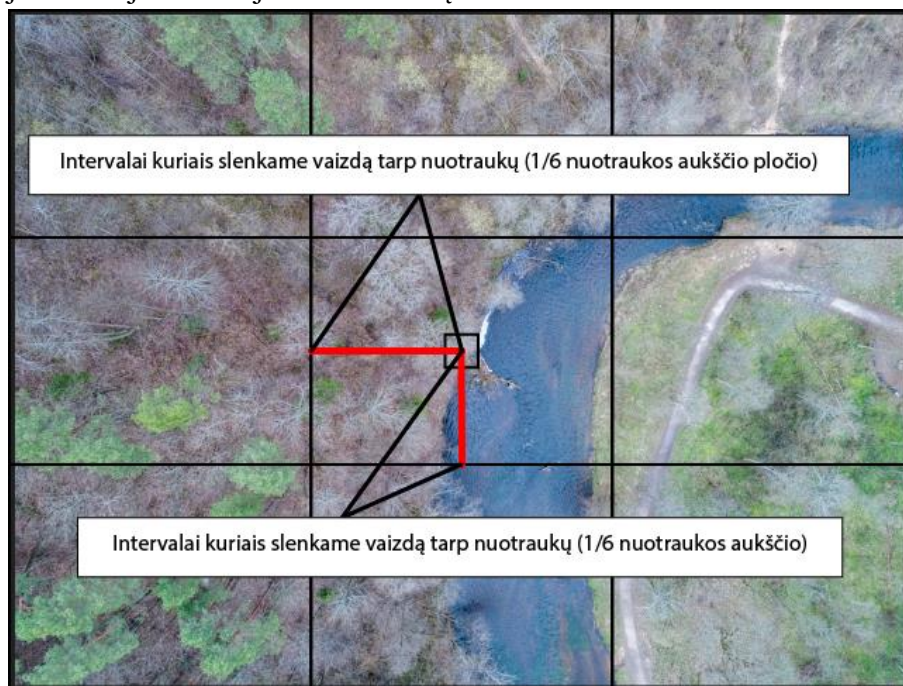 Intervalai kuriais slenkame vaizdą tarp nuotraukų (1/6 nuotraukos aukščio pločio)
Intervalai kuriais slenkame vaizdą tarp nuotraukų (1/6 nuotraukos aukščio)